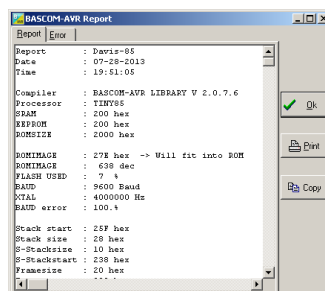 BASCOM-AVR Report
Report Error
Report : Davis-85
Date : 07-28-2013
Time : 19:51:05
Compiler : BASCOM-AVR LIBRARY V 2.0.7.6
Processor : TINY85
SRAM : 200 hex
EEPROM : 200 hex
ROMSIZE : 2000 hex
ROMIMAGE : 27E hex -> Will fit into ROM
ROMIMAGE : 638 dec
FLASH USED : 7 %
BAUD : 9600 Baud
XTAL : 4000000 Hz
BAUD error : 100.%
Stack start : 25F hex
Stack size : 28 hex
S-Stacksize : 10 hex
S-Stackstart : 238 hex
Framesize : 20 hex
Ok
Print
Copy